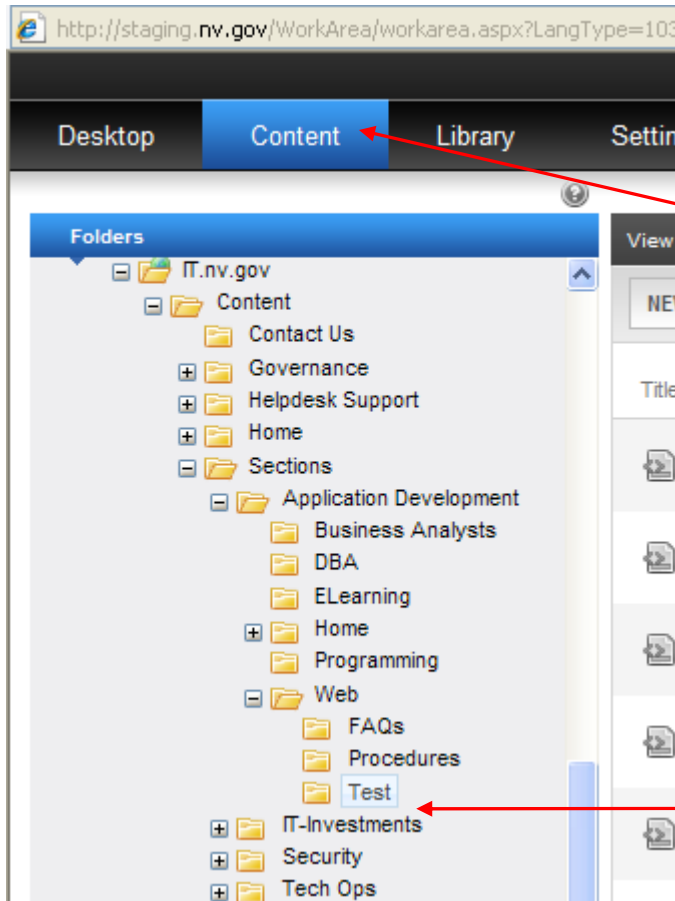 http://staging.nv.gov/WorkArea/workarea.aspx?LangType=103
Desktop Content Library Settin
Folders
View
IT.nv.gov
Content
NE
Contact Us
Governance
Title
Helpdesk Support
Home
Sections
Application Development
Business Analysts
DBA
ELearning
Home
Programming
Web
FAQs
Procedures
Test
IT-Investments
Security
Tech Ops